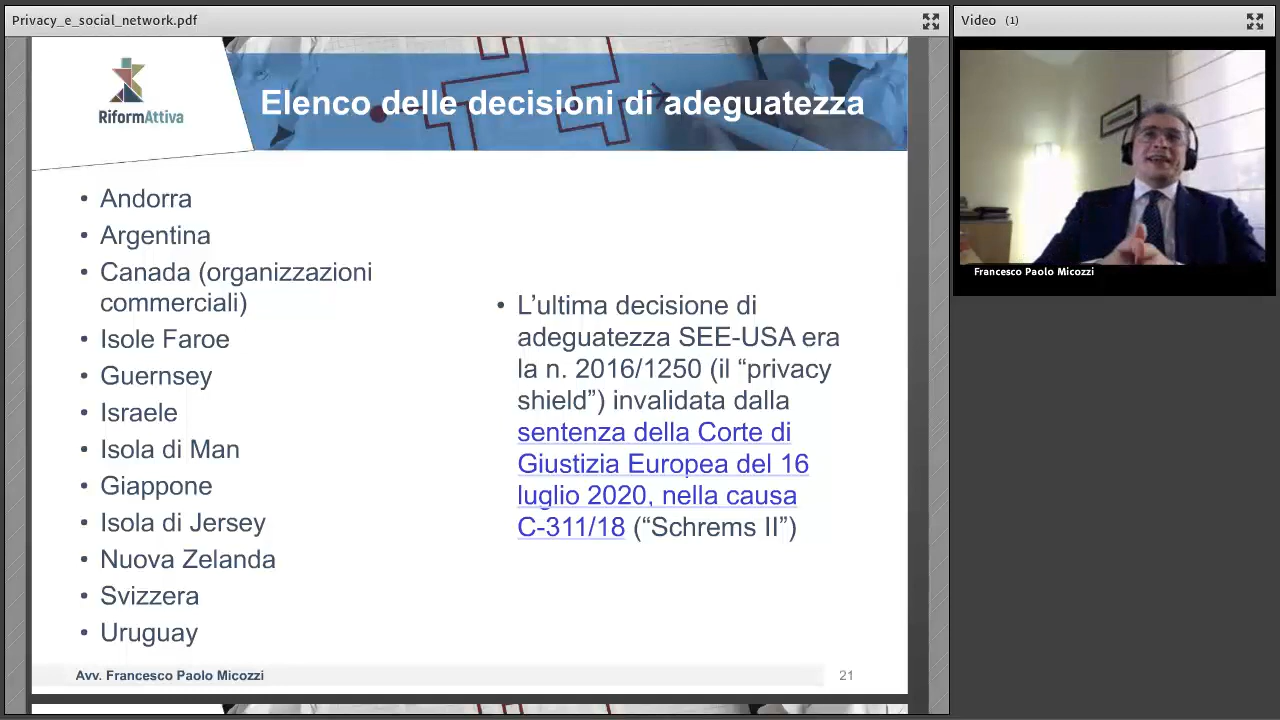 Privacy_e_social_network.pdf
Video (1)
RiformAttiva
Elenco delle decisioni di adeguatezza
• Andorra
• Argentina
• Canada (organizzazioni
commerciali)
• Isole Faroe
• Guernsey
• Israele
• Isola di Man
• Giappone
• Isola di Jersey
• Nuova Zelanda
• Svizzera
• Uruguay
• L’ultima decisione di
adeguatezza SEE-USA era
la n. 2016/1250 (il “privacy
shield”) invalidata dalla
sentenza della Corte di
Giustizia Europea del 16
luglio 2020, nella causa
C-311/18 (“Schrems II”)
Avv. Francesco Paolo Micozzi
21
Francesco Paolo Micozzi